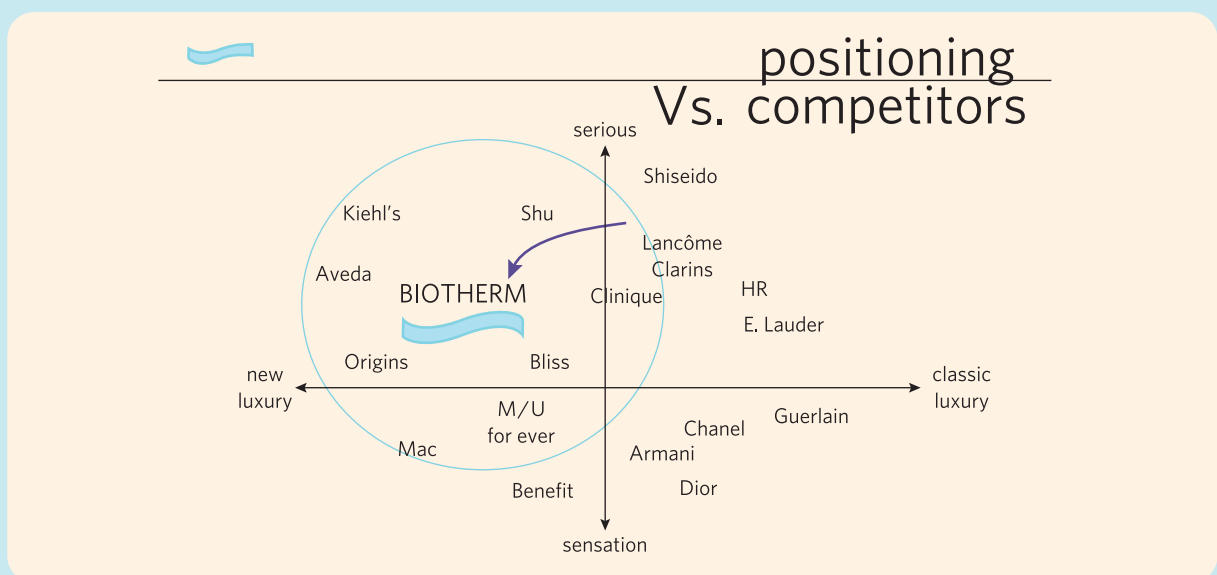 positioning
Vs. competitors
serious
Shiseido
Kiehl's
Shu
Lancôme
Clarins
Aveda
BIOTHERM
Clinique
HR
E. Lauder
Origins
Bliss
new
luxury
classic
luxury
M/U
for ever
Guerlain
Chanel
Mac
Armani
Benefit
Dior
sensation